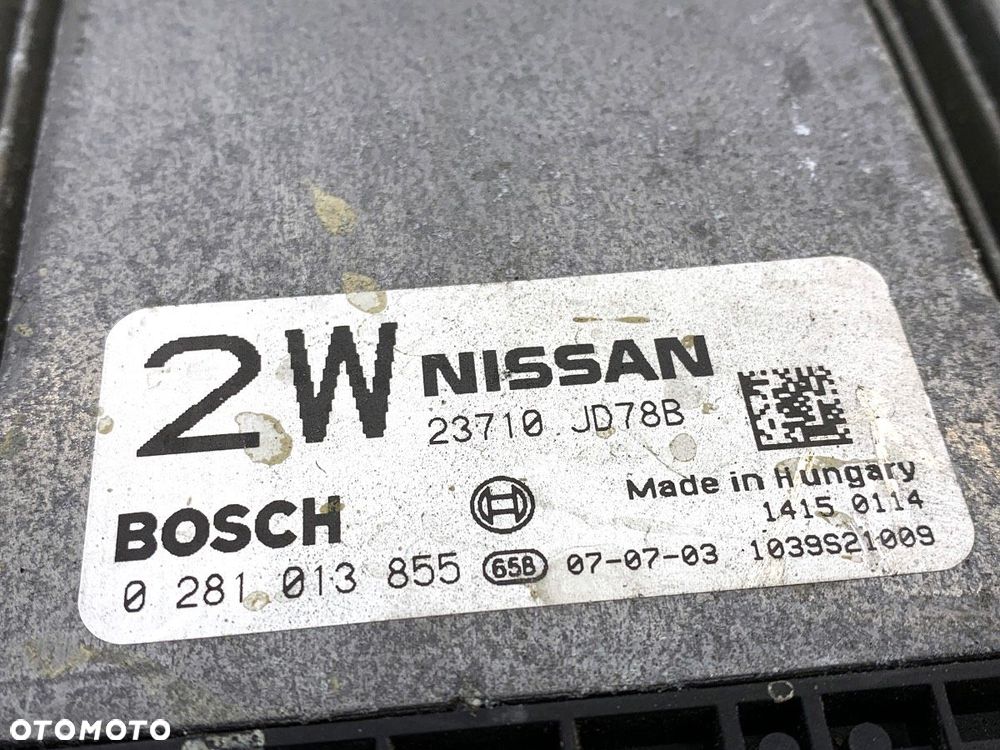 2W NISSAN
23710 JD78B
Made in Hungary
1415 0114
BOSCH
0 281 013 855 65B 07-07-03 1039S21009
OTOMOTO